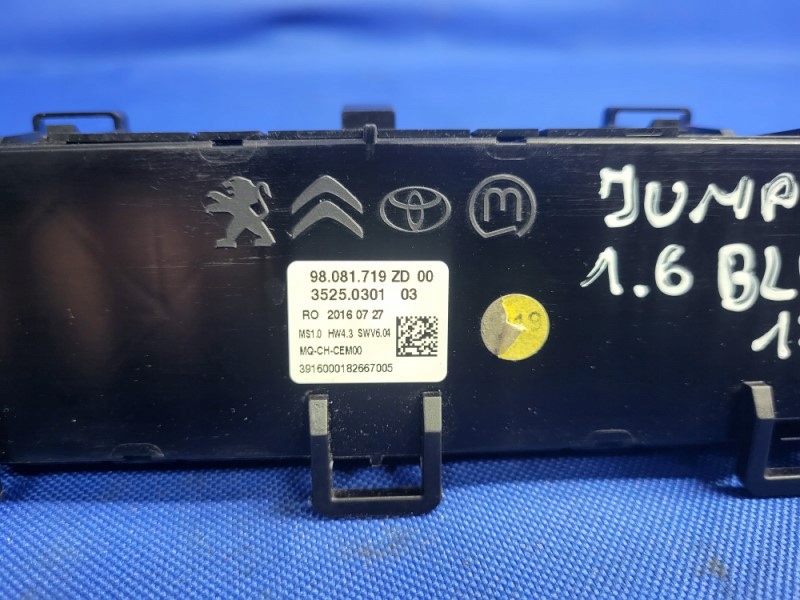 98.081.719 ZD 00
3525.0301 03
RO 2016 07 27
MS1.0 HW4.3 SWV6.04
MQ-CH-CEM00
3916000182667005
19
JUMP
1.6 BL